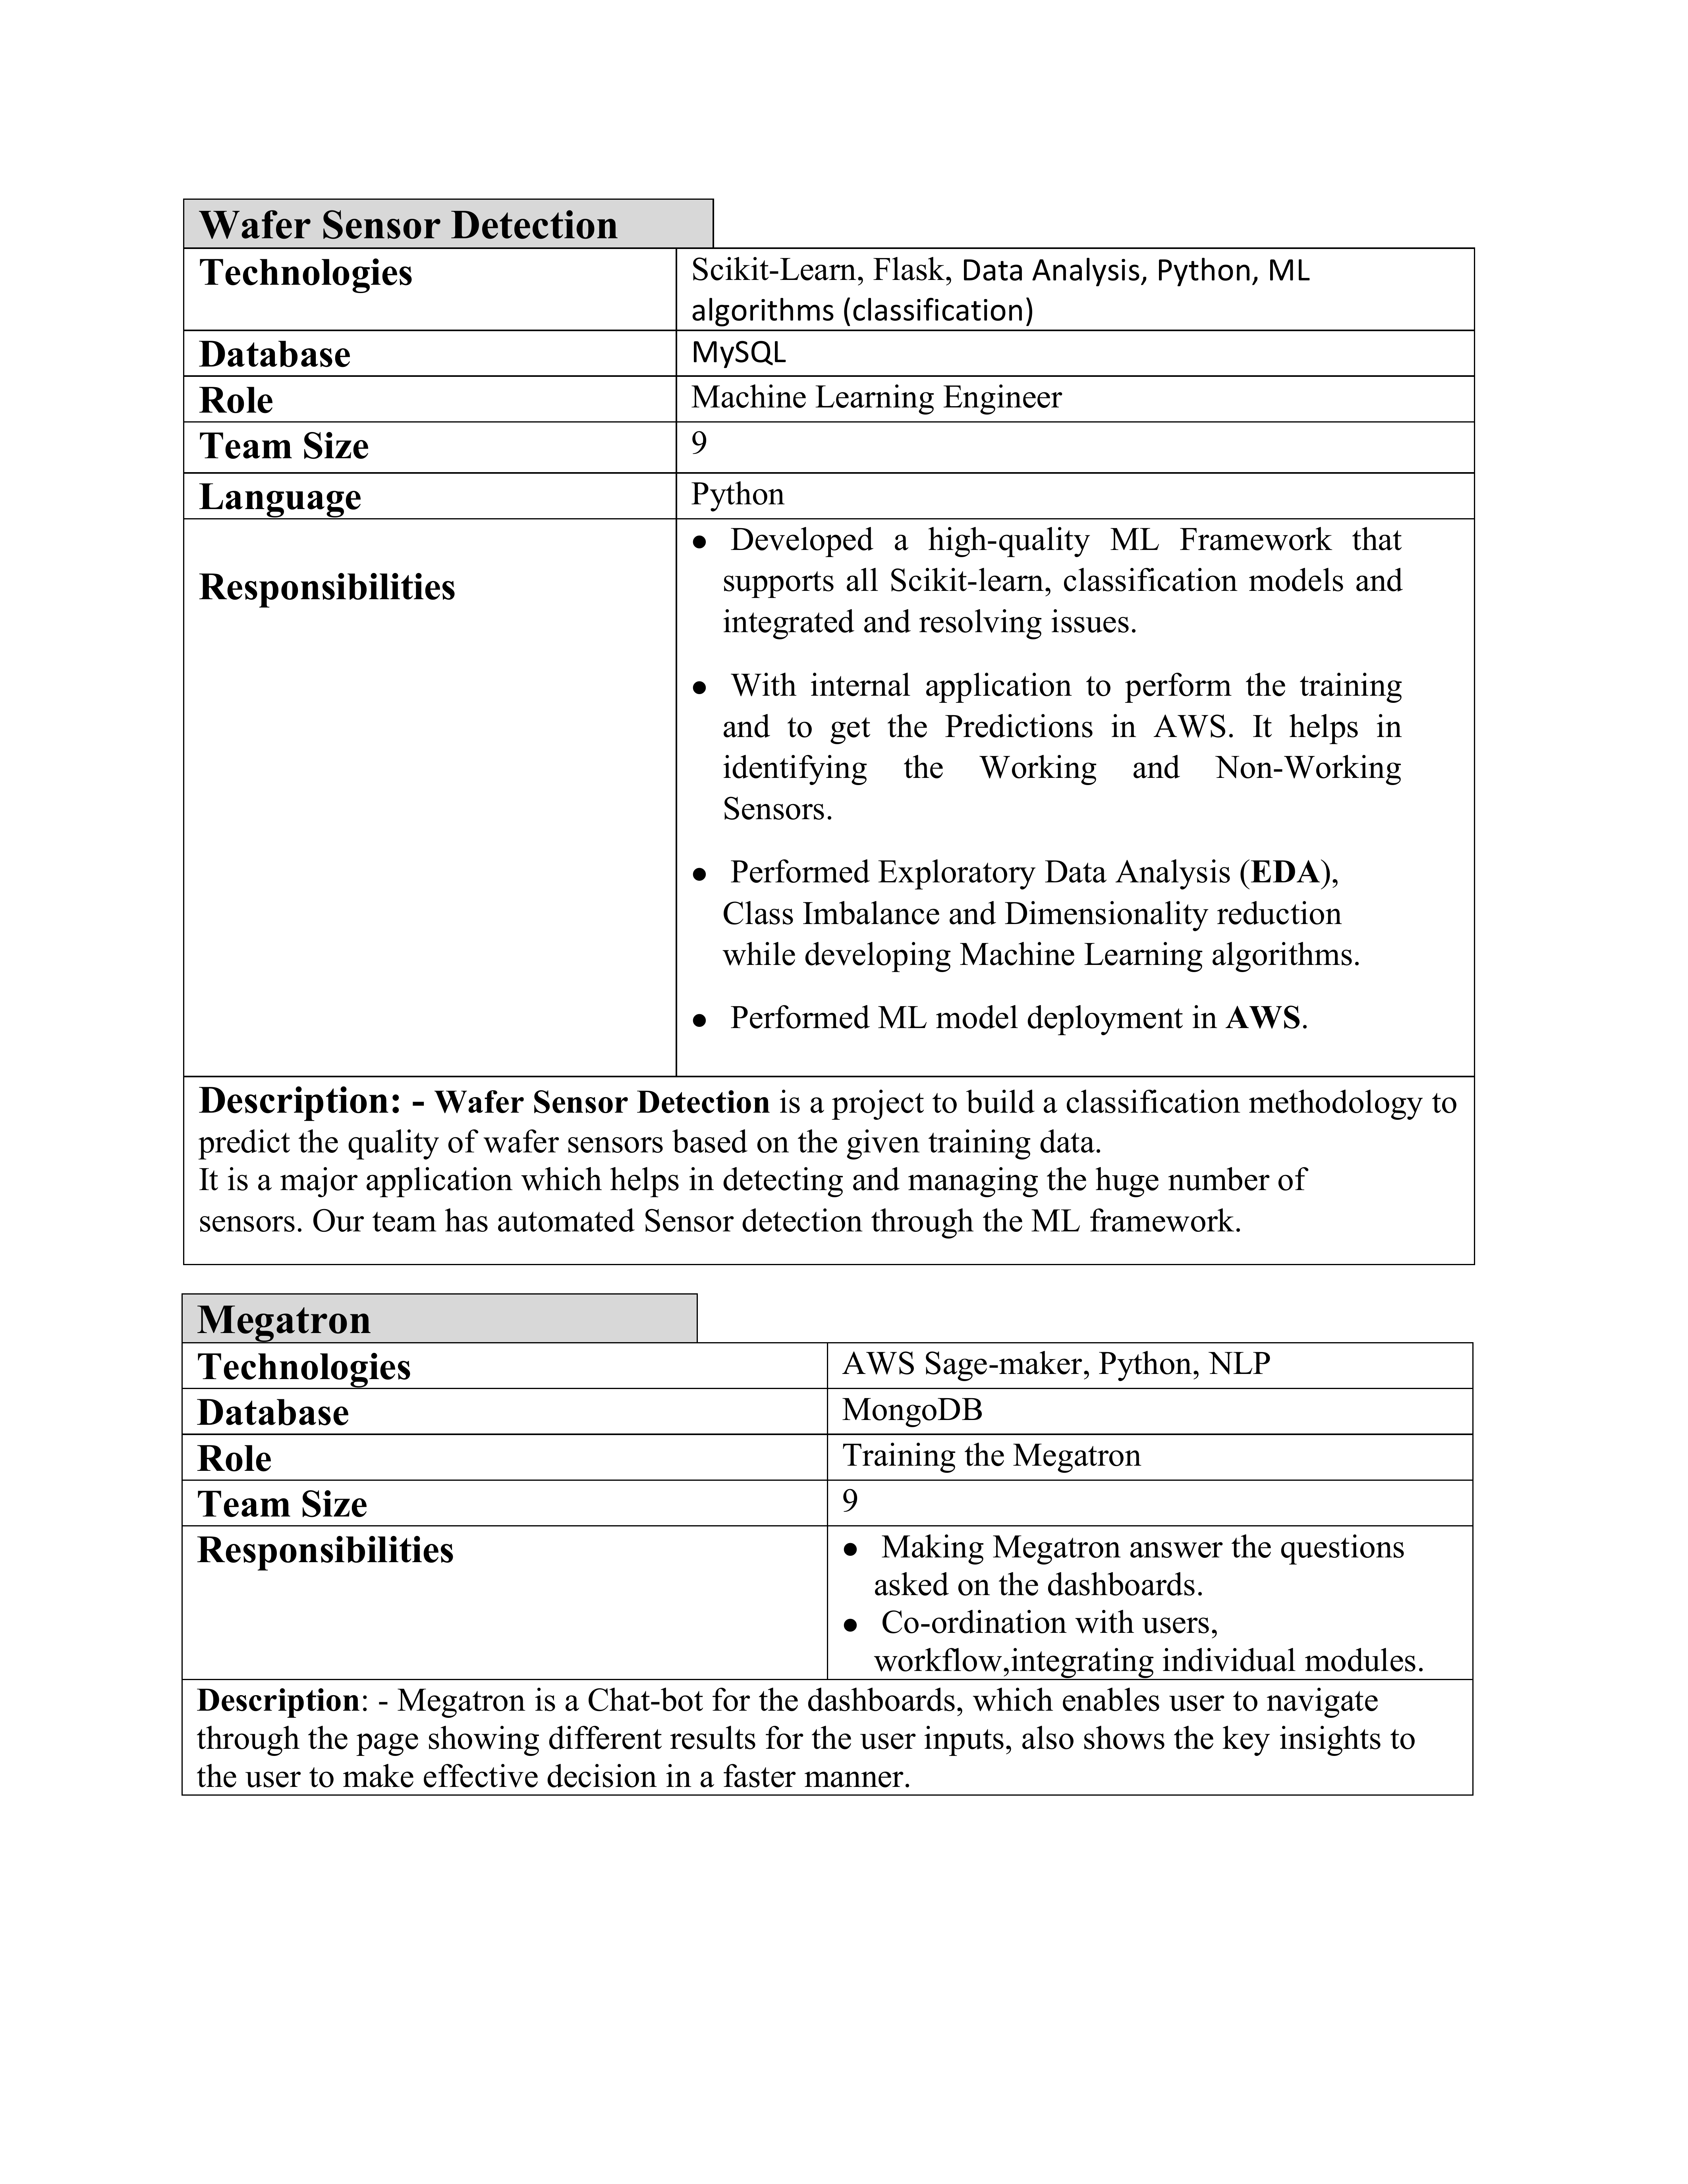 Wafer Sensor Detection
Technologies
Scikit-Learn, Flask, Data Analysis, Python, ML
algorithms (classification)
Database
MySQL
Role
Machine Learning Engineer
Team Size
9
Language
Python
Responsibilities
● Developed a high-quality ML Framework that
supports all Scikit-learn, classification models and
integrated and resolving issues.
● With internal application to perform the training
and to get the Predictions in AWS. It helps in
identifying the Working and Non-Working
Sensors.
● Performed Exploratory Data Analysis (EDA),
Class Imbalance and Dimensionality reduction
while developing Machine Learning algorithms.
● Performed ML model deployment in AWS.
Description: - Wafer Sensor Detection is a project to build a classification methodology to
predict the quality of wafer sensors based on the given training data.
It is a major application which helps in detecting and managing the huge number of
sensors. Our team has automated Sensor detection through the ML framework.
Megatron
Technologies
AWS Sage-maker, Python, NLP
Database
MongoDB
Role
Training the Megatron
Team Size
9
Responsibilities
● Making Megatron answer the questions
asked on the dashboards.
● Co-ordination with users,
workflow,integrating individual modules.
Description: - Megatron is a Chat-bot for the dashboards, which enables user to navigate
through the page showing different results for the user inputs, also shows the key insights to
the user to make effective decision in a faster manner.